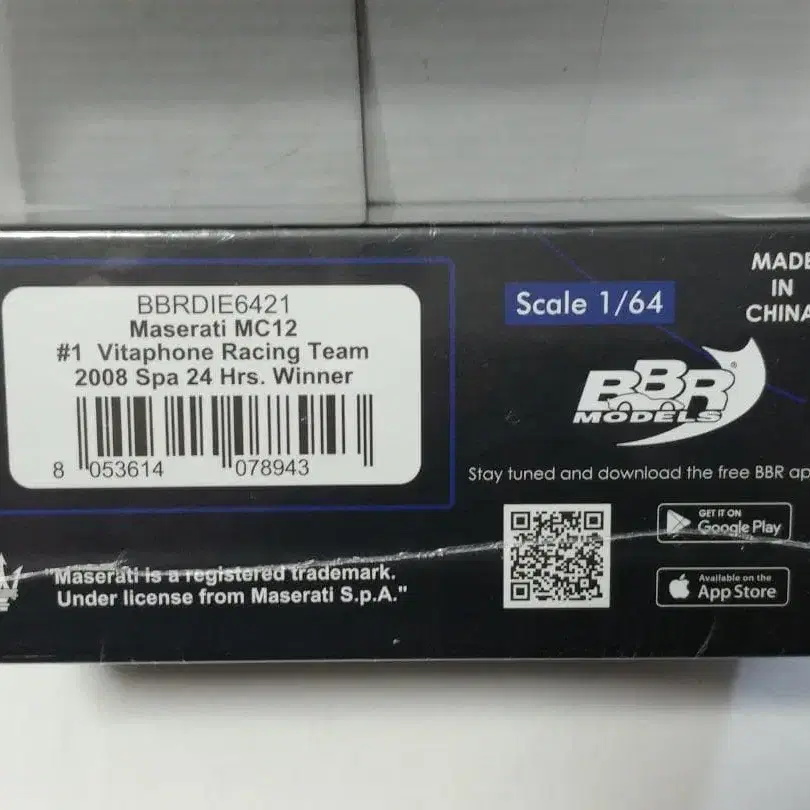 BBRDIE6421
Maserati MC12
#1 Vitaphone Racing Team
2008 Spa 24 Hrs. Winner
8 053614 078943
Scale 1/64
MADE
IN
CHINA
BBR®
MODELS
Stay tuned and download the free BBR ap
GET IT ON
Google Play
Available on the
App Store
"Maserati is a registered trademark.
Under license from Maserati S.p.A."